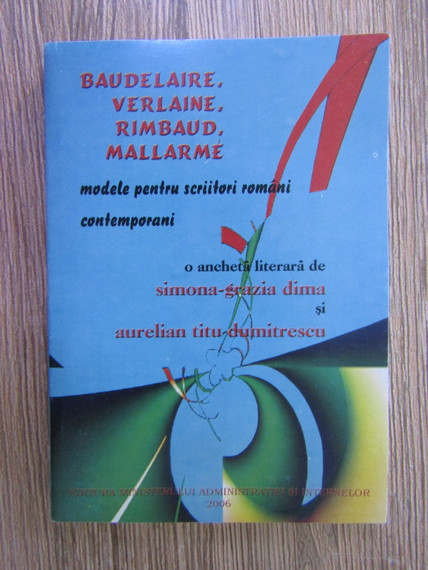 BAUDELAIRE,
VERLAINE,
RIMBAUD,
MALLARMÉ
modele pentru scriitori români
contemporani
o anchetă literară de
simona-grazia dima
și
aurelian titu dumitrescu
EDITURA MINISTERULUI ADMINISTRAȚIEI ȘI INTERNELOR
2006